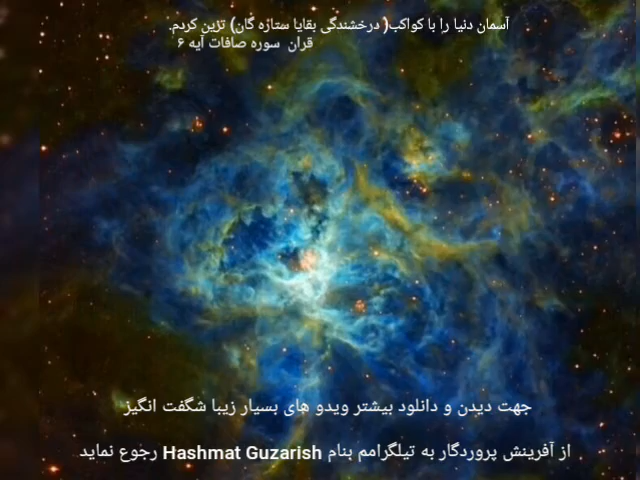 آسمان دنیا را با کواکب( درخشندگی بقایا ستازه گان) تزین کردم.
قران سوره صافات آیه ۶
جهت دیدن و دانلود بیشتر ویدو های بسیار زیبا شگفت انگیز
از آفرینش پروردگار به تیلگرامم بنام Hashmat Guzarish رجوع نماید